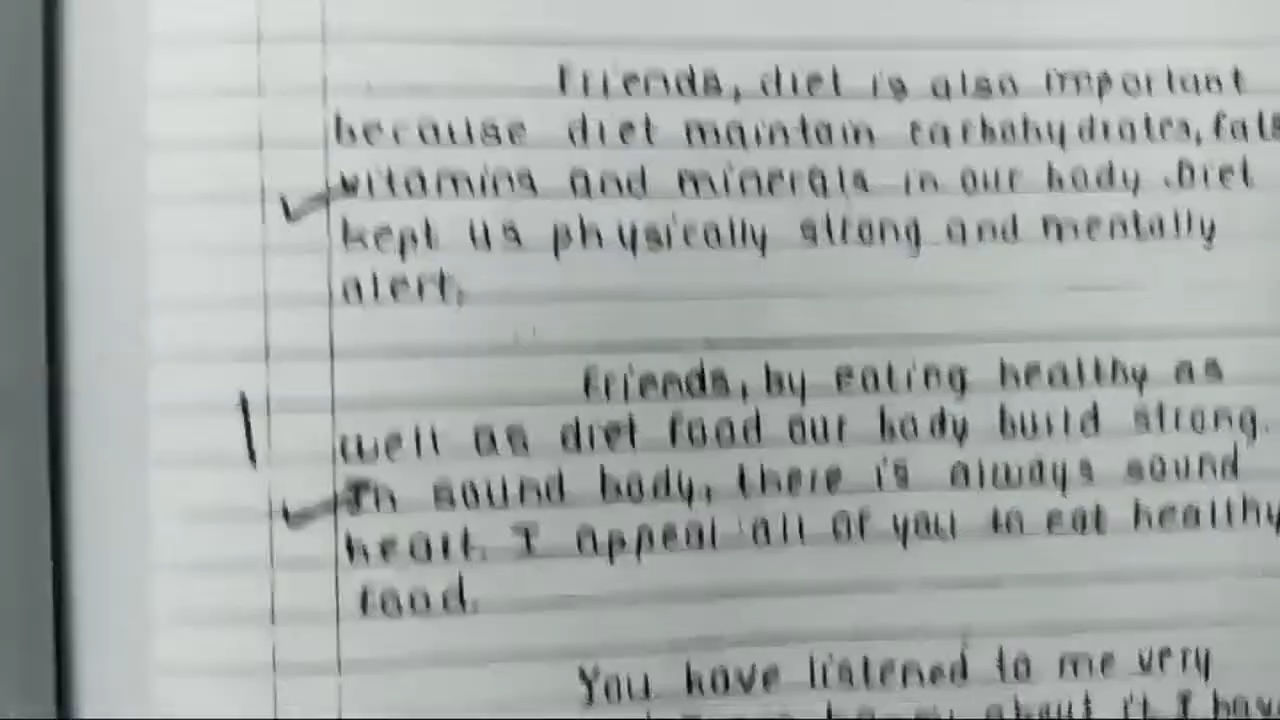 Friends, diet is also important
because diet maintain carbohydrates, fats
vitamins and minerals in our body. Diet
kept us physically strong and mentally
alert.
Friends, by eating healthy as
well as diet food our body build strong.
In sound body, there is always sound
heart. I appeal all of you to eat healthy
food.
You have listened to me very
about it I have